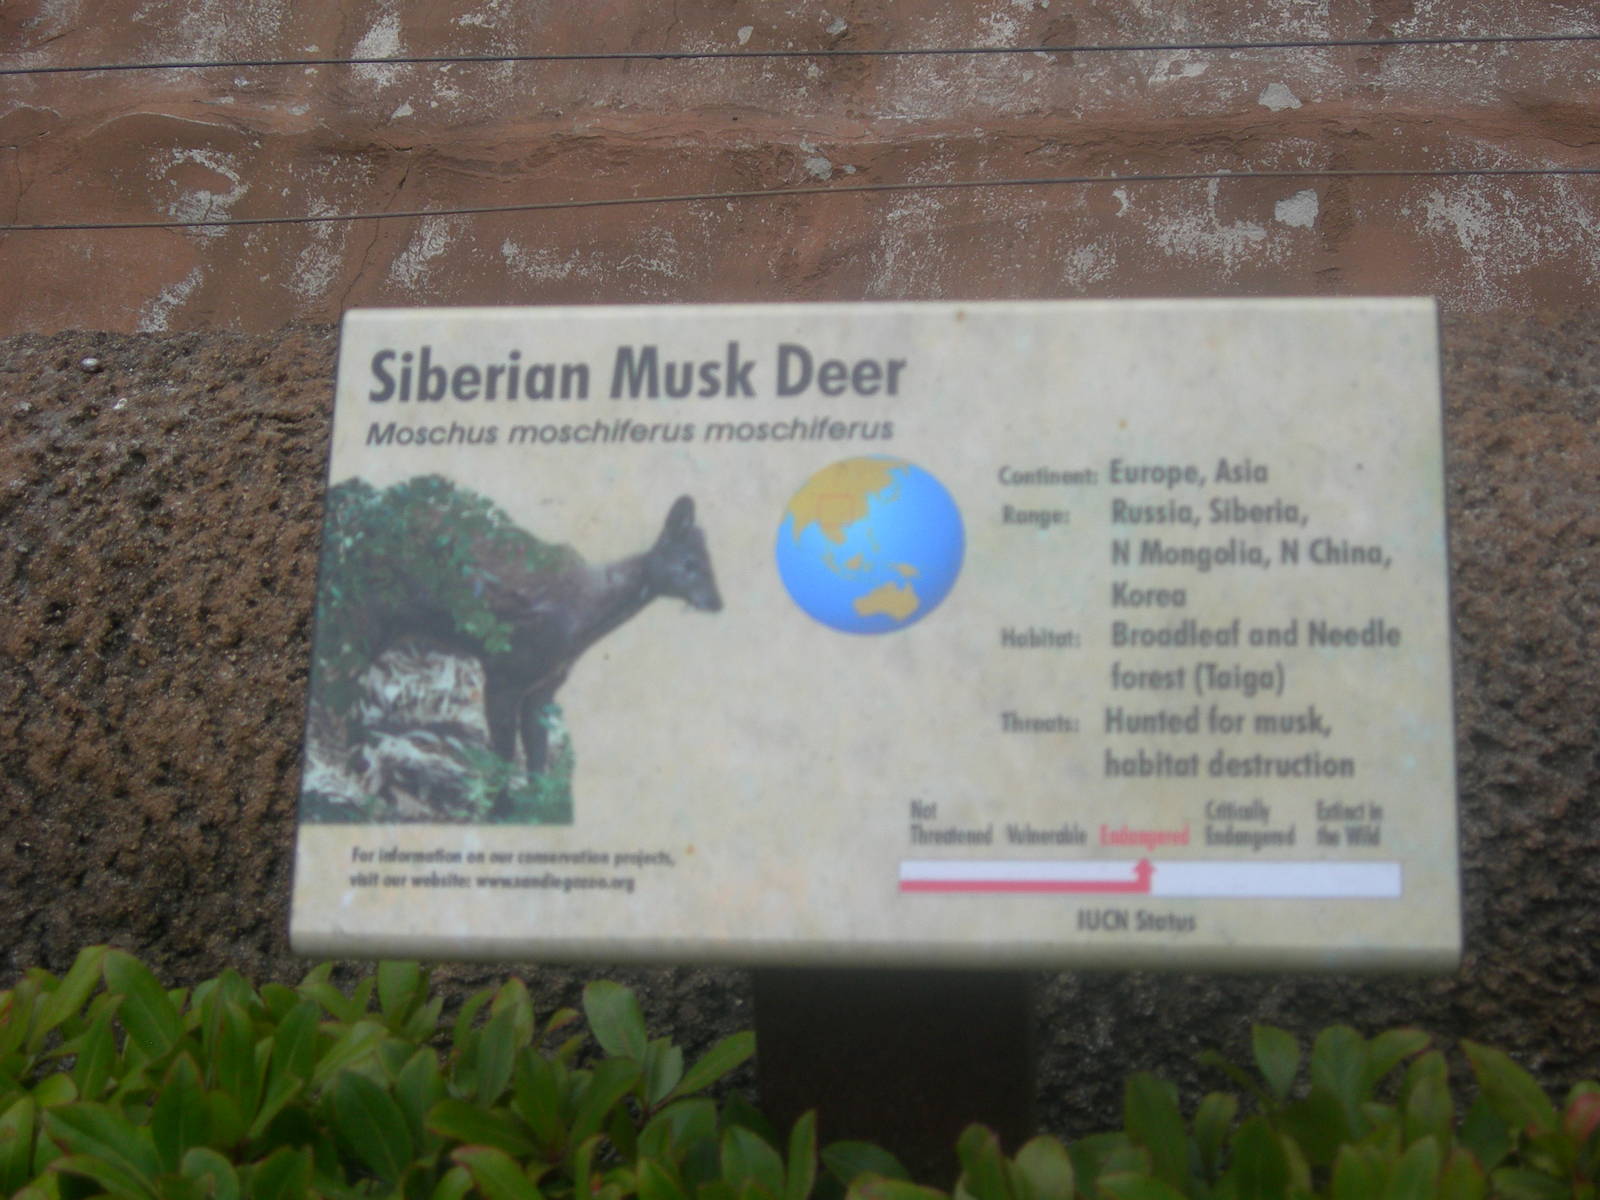 Siberian Musk Deer
Moschus moschiferus moschiferus
Continent: Europe, Asia
Range: Russia, Siberia,
N Mongolia, N China,
Korea
Habitat: Broadleaf and Needle
forest (Taiga)
Threats: Hunted for musk,
habitat destruction
Not Threatened
Vulnerable
Endangered
Critically Endangered
Extinct in the Wild
IUCN Status
For information on our conservation projects,
visit our website: www.sandiegozoo.org